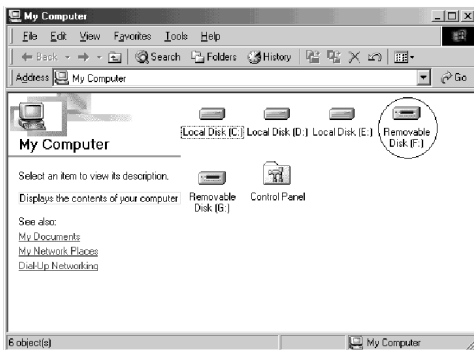 My Computer
File Edit View Favorites Tools Help
Back Search Folders History
Address My Computer Go
Local Disk (C:) Local Disk (D:) Local Disk (E:) Removable
Disk (F:)
My Computer
Select an item to view its description.
Displays the contents of your computer
Removable
Disk (G:)
Control Panel
See also:
My Documents
My Network Places
Dial-Up Networking
6 object(s) My Computer